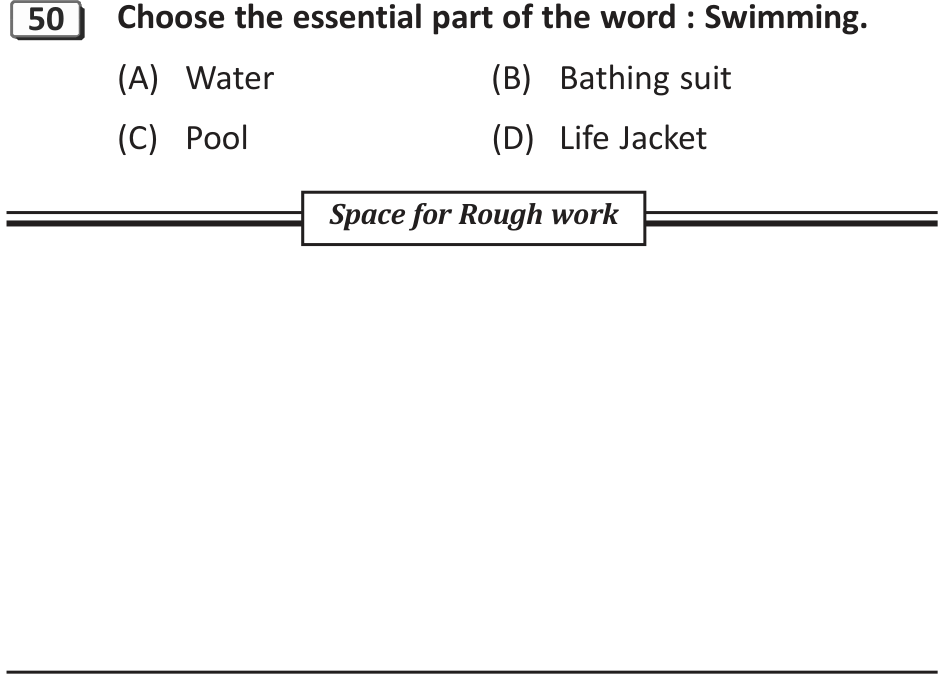 50 Choose the essential part of the word : Swimming.
(A) Water (B) Bathing suit
(C) Pool (D) Life Jacket
Space for Rough work